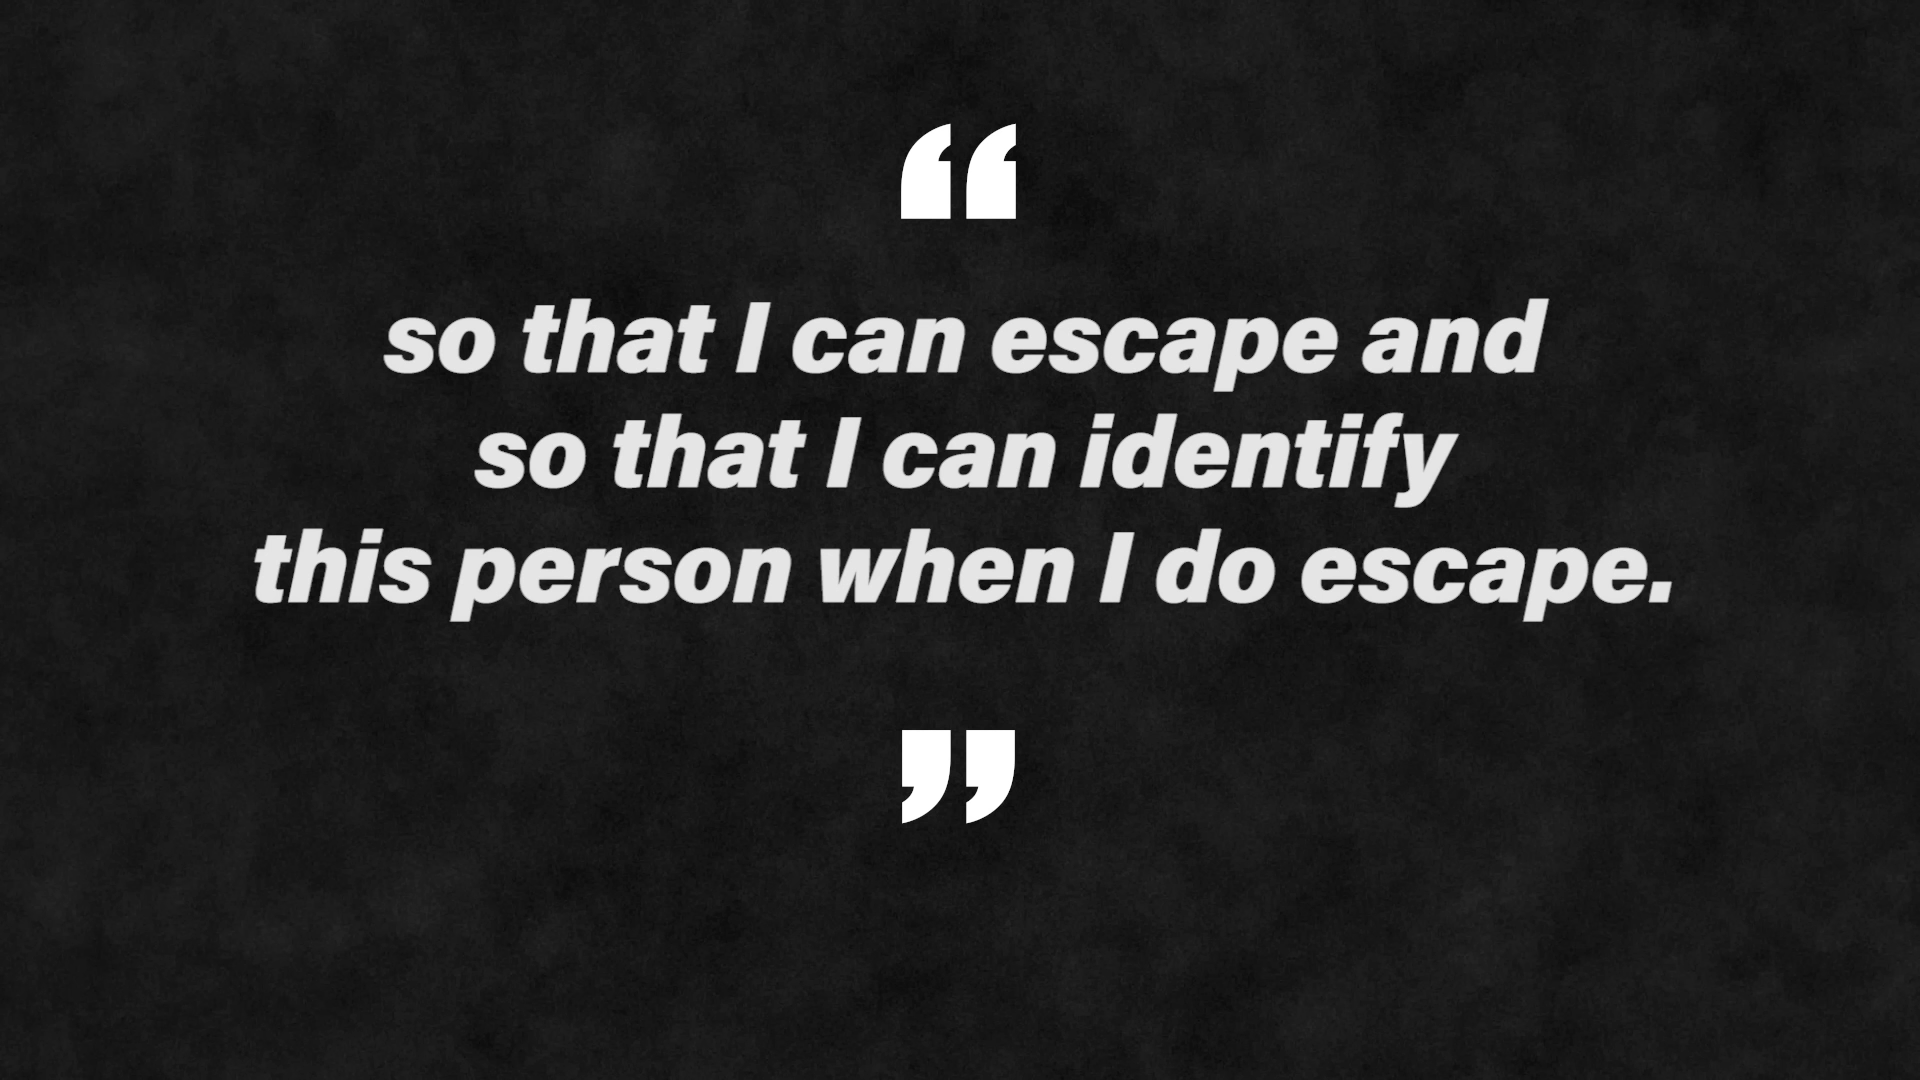 “
so that I can escape and
so that I can identify
this person when I do escape.
”